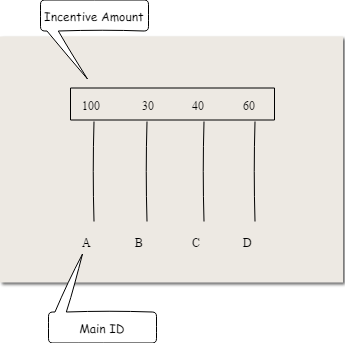 Incentive Amount
100 30 40 60
A B C D
Main ID